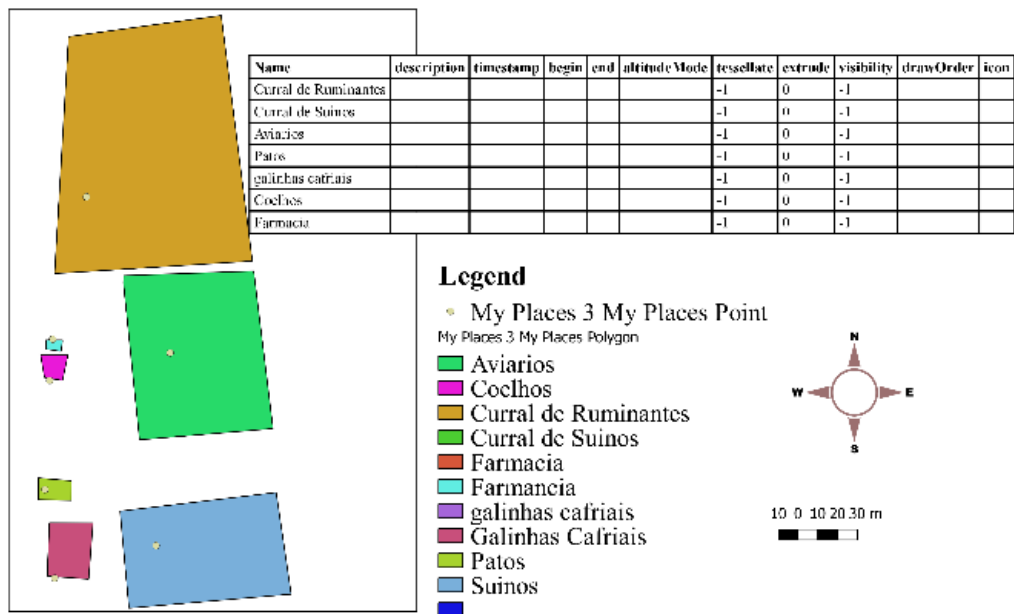 Name description timestamp begin end altitudeMode tessellate extrude visibility drawOrder icon
Curral de Ruminantes -1 0 -1
Curral de Suinos -1 0 -1
Aviarios -1 0 -1
Patos -1 0 -1
galinhas cafriais -1 0 -1
Coelhos -1 0 -1
Farmacia -1 0 -1
Legend
My Places 3 My Places Point
My Places 3 My Places Polygon
Aviarios
Coelhos
Curral de Ruminantes
Curral de Suinos
Farmacia
Farmancia
galinhas cafriais
Galinhas Cafriais
Patos
Suinos
N
W E
S
10 0 10 20 30 m